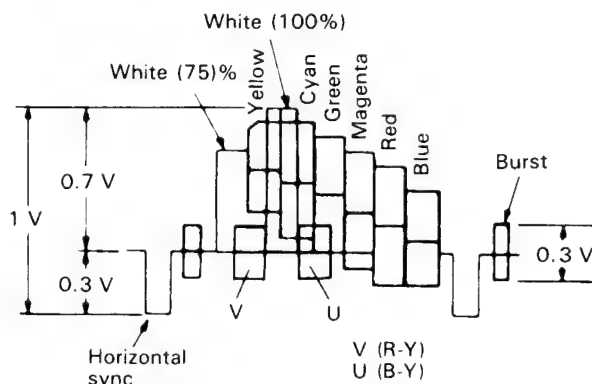 White (100%)
White (75)%
Yellow
Cyan
Green
Magenta
Red
Blue
Burst
0.7 V
1 V
0.3 V
0.3 V
V
U
Horizontal
sync
V (R-Y)
U (B-Y)